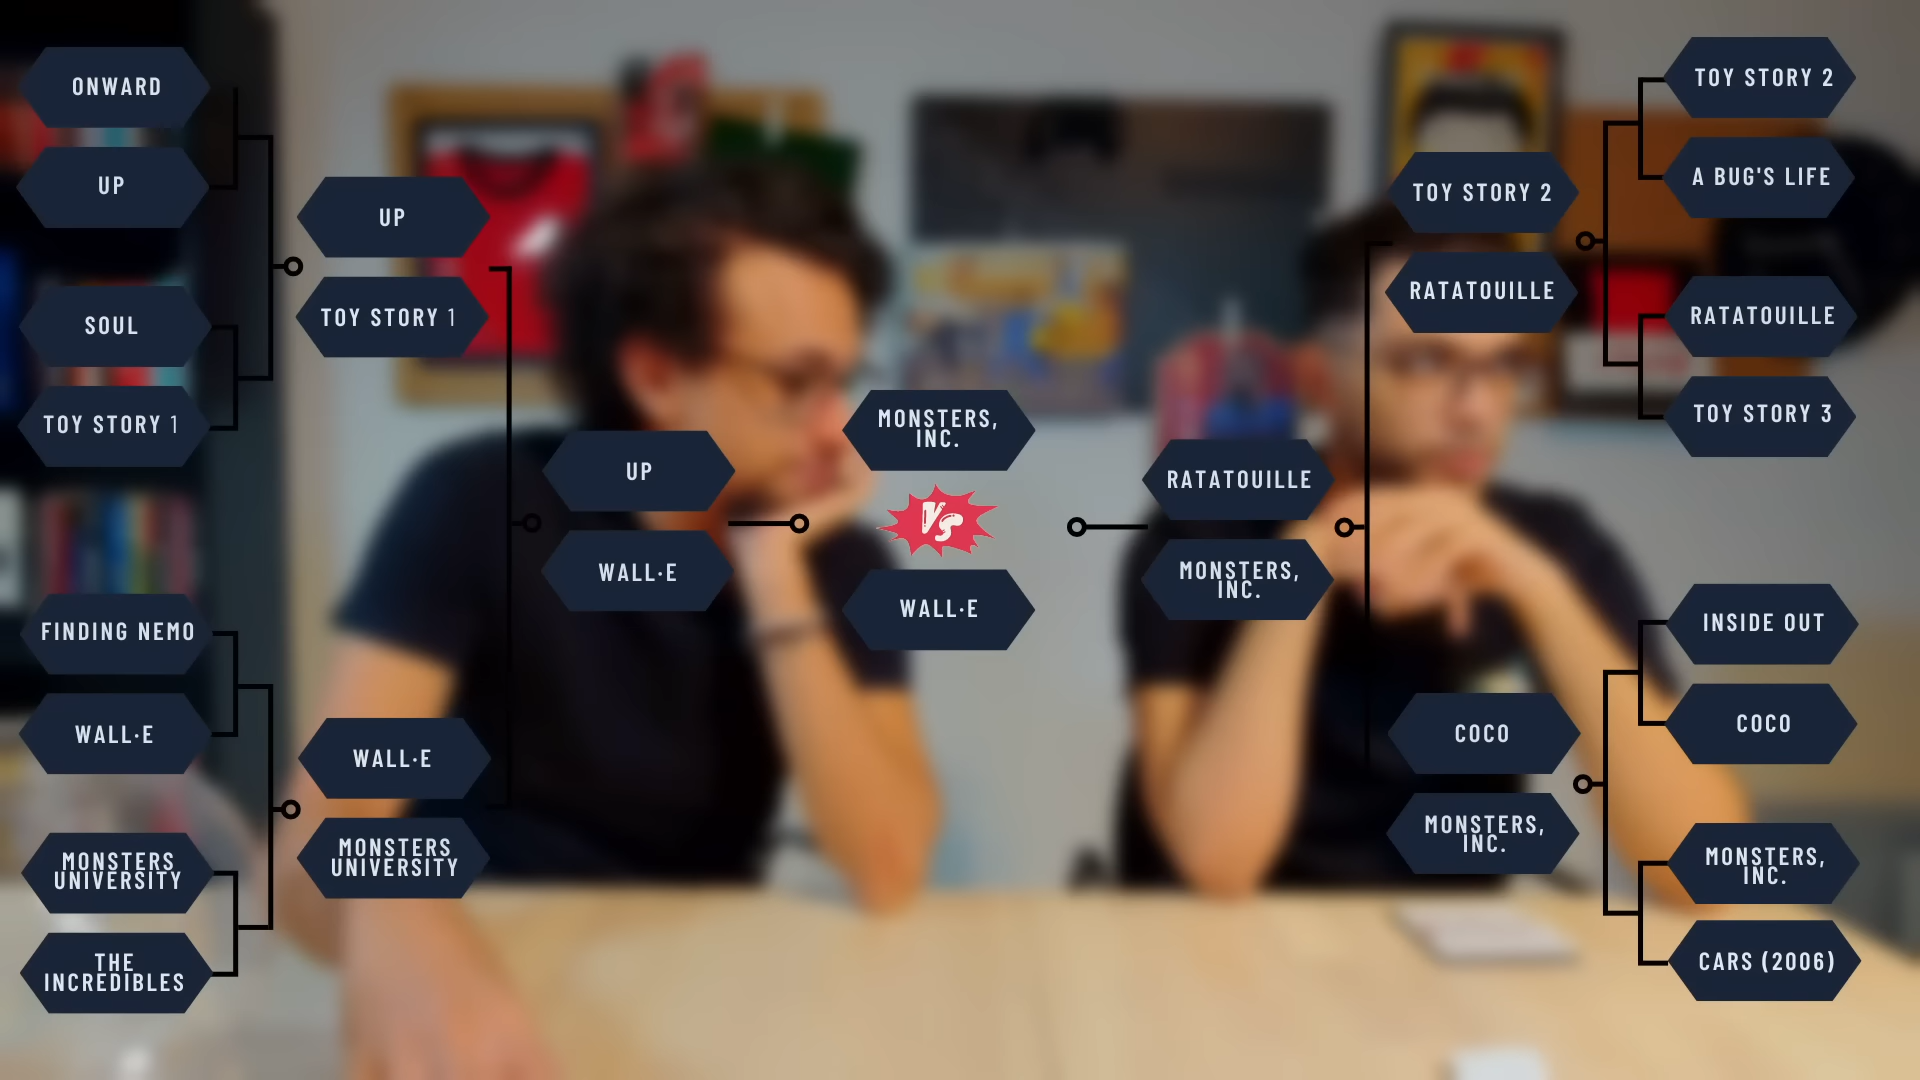 ONWARD
UP
SOUL
TOY STORY 1
FINDING NEMO
WALL·E
MONSTERS
UNIVERSITY
THE
INCREDIBLES
UP
TOY STORY 1
WALL·E
MONSTERS
UNIVERSITY
UP
WALL·E
MONSTERS,
INC.
VS
WALL·E
RATATOUILLE
MONSTERS,
INC.
TOY STORY 2
RATATOUILLE
COCO
MONSTERS,
INC.
TOY STORY 2
A BUG'S LIFE
RATATOUILLE
TOY STORY 3
INSIDE OUT
COCO
MONSTERS,
INC.
CARS (2006)